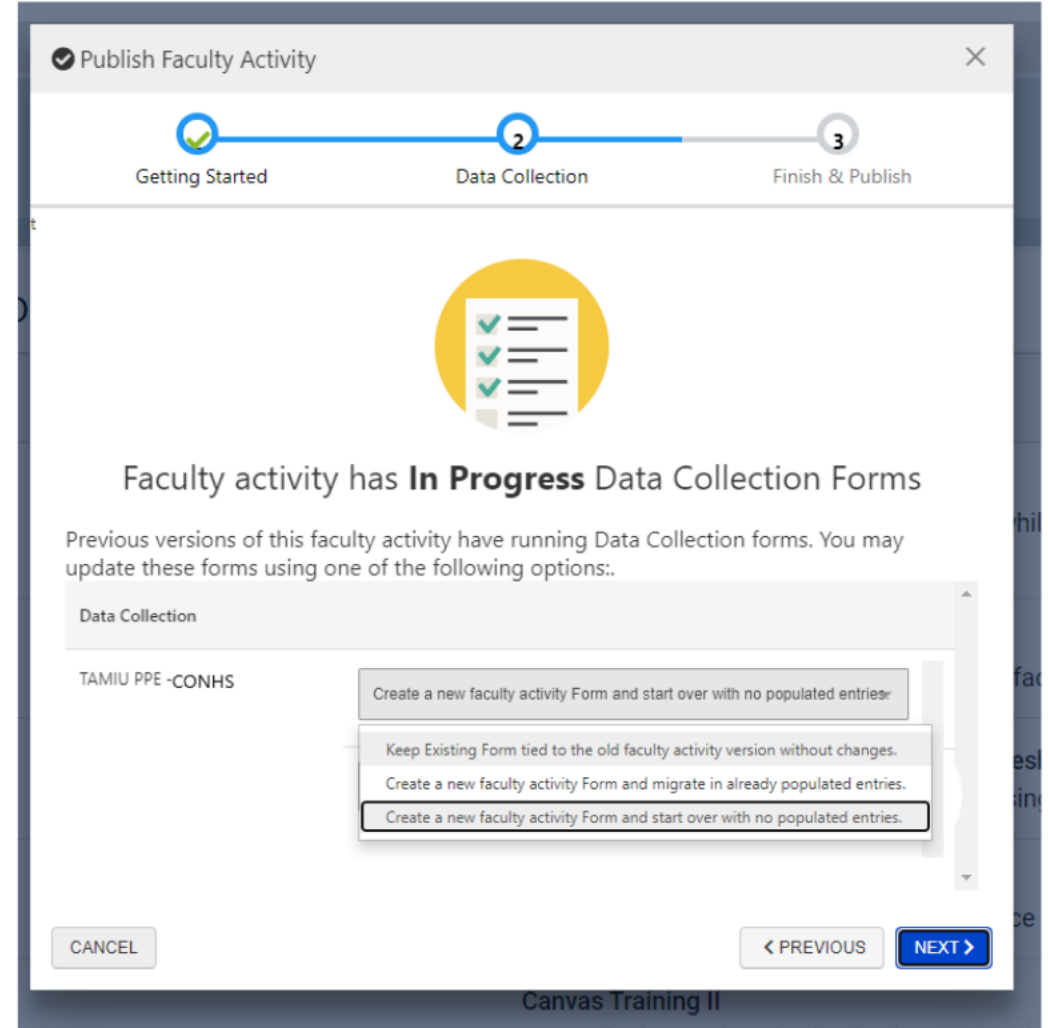 Publish Faculty Activity
2
3
Getting Started
Data Collection
Finish & Publish
t
Faculty activity has In Progress Data Collection Forms
Previous versions of this faculty activity have running Data Collection forms. You may
update these forms using one of the following options:.
Data Collection
TAMIU PPE -CONHS
Create a new faculty activity Form and start over with no populated entries.
Keep Existing Form tied to the old faculty activity version without changes.
Create a new faculty activity Form and migrate in already populated entries.
Create a new faculty activity Form and start over with no populated entries.
CANCEL
PREVIOUS
NEXT
Canvas Training II